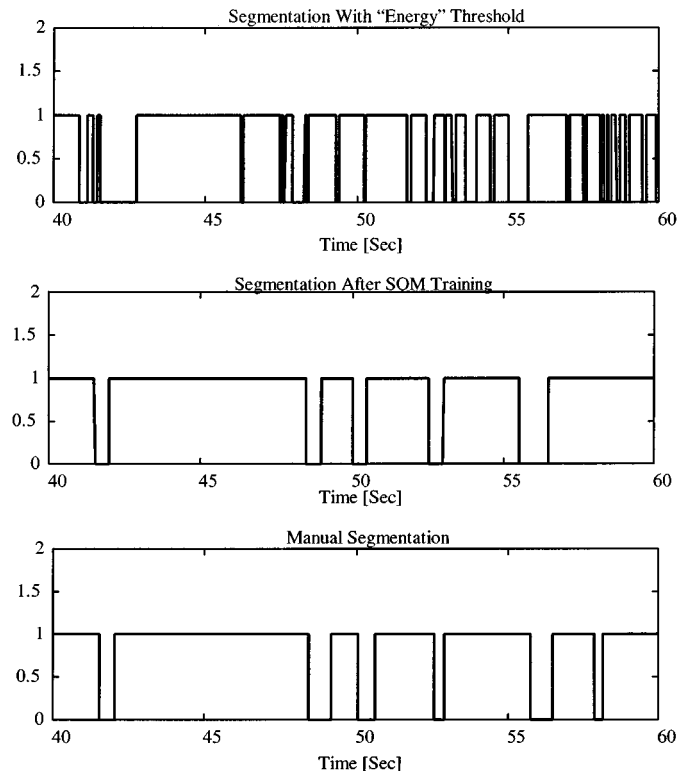 Segmentation With “Energy” Threshold
2
1.5
1
0.5
0
40 45 50 55 60
Time [Sec]
Segmentation After SOM Training
2
1.5
1
0.5
0
40 45 50 55 60
Time [Sec]
Manual Segmentation
2
1.5
1
0.5
0
40 45 50 55 60
Time [Sec]